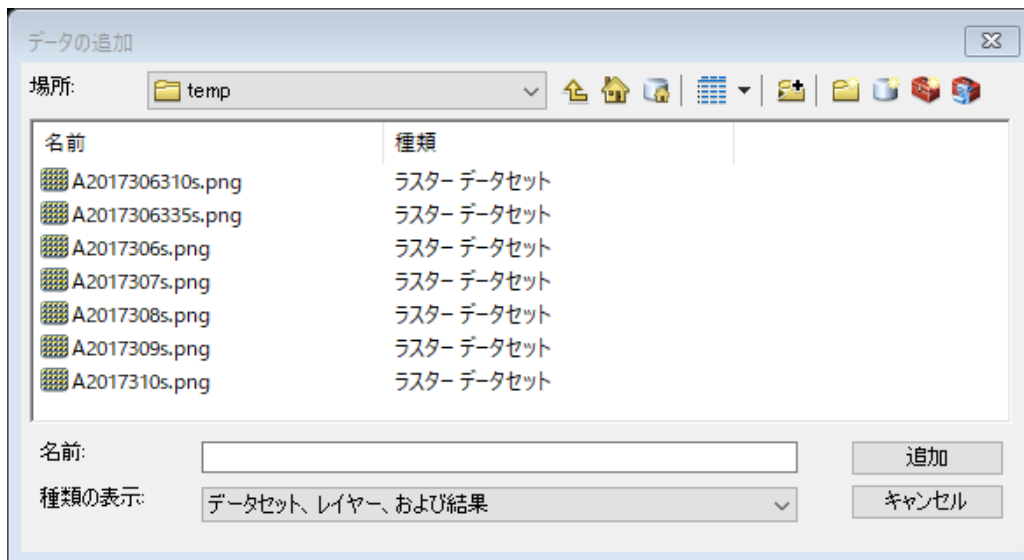 データの追加
場所: temp
名前 種類
A2017306310s.png ラスター データセット
A2017306335s.png ラスター データセット
A2017306s.png ラスター データセット
A2017307s.png ラスター データセット
A2017308s.png ラスター データセット
A2017309s.png ラスター データセット
A2017310s.png ラスター データセット
名前: 追加
種類の表示: データセット、レイヤー、および結果 キャンセル